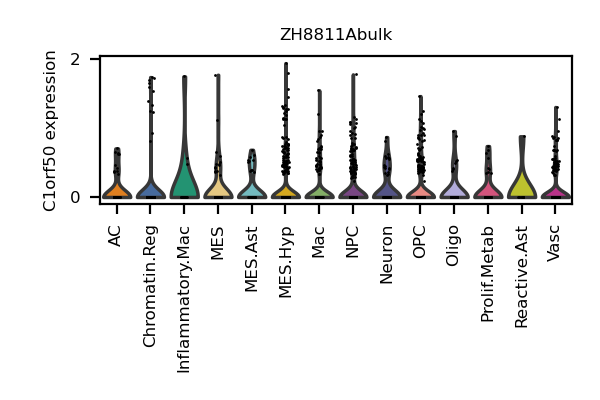 ZH8811Abulk
C1orf50 expression
2
0
AC
Chromatin.Reg
Inflammatory.Mac
MES
MES.Ast
MES.Hyp
Mac
NPC
Neuron
OPC
Oligo
Prolif.Metab
Reactive.Ast
Vasc